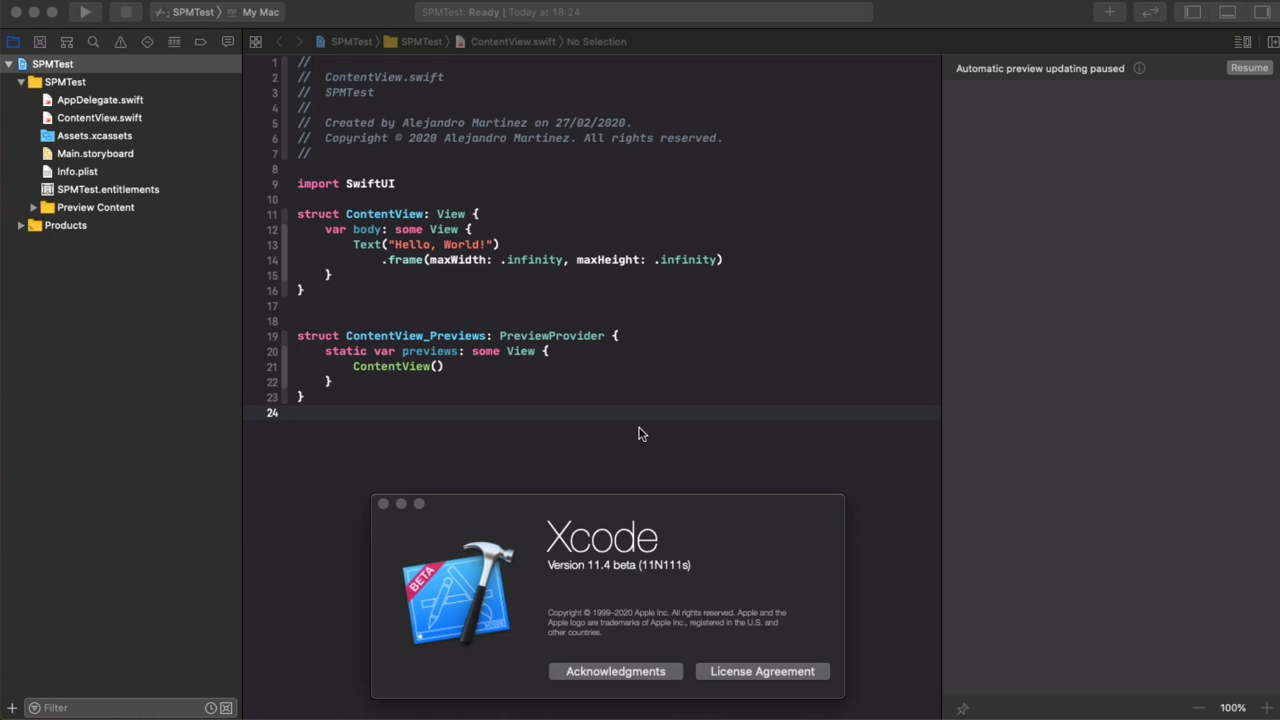 SPMTest
My Mac
SPMTest: Ready | Today at 18:24
SPMTest
SPMTest
ContentView.swift
No Selection
SPMTest
SPMTest
AppDelegate.swift
ContentView.swift
Assets.xcassets
Main.storyboard
Info.plist
SPMTest.entitlements
Preview Content
Products
Filter
1 //
2 // ContentView.swift
3 // SPMTest
4 //
5 // Created by Alejandro Martinez on 27/02/2020.
6 // Copyright © 2020 Alejandro Martinez. All rights reserved.
7 //
8
9 import SwiftUI
10
11 struct ContentView: View {
12 var body: some View {
13 Text("Hello, World!")
14 .frame(maxWidth: .infinity, maxHeight: .infinity)
15 }
16 }
17
18
19 struct ContentView_Previews: PreviewProvider {
20 static var previews: some View {
21 ContentView()
22 }
23 }
24
Automatic preview updating paused
Resume
BETA
XCODE
Xcode
Version 11.4 beta (11N111s)
Copyright © 1999–2020 Apple Inc. All rights reserved. Apple and the
Apple logo are trademarks of Apple Inc., registered in the U.S. and
other countries.
Acknowledgments
License Agreement
100%